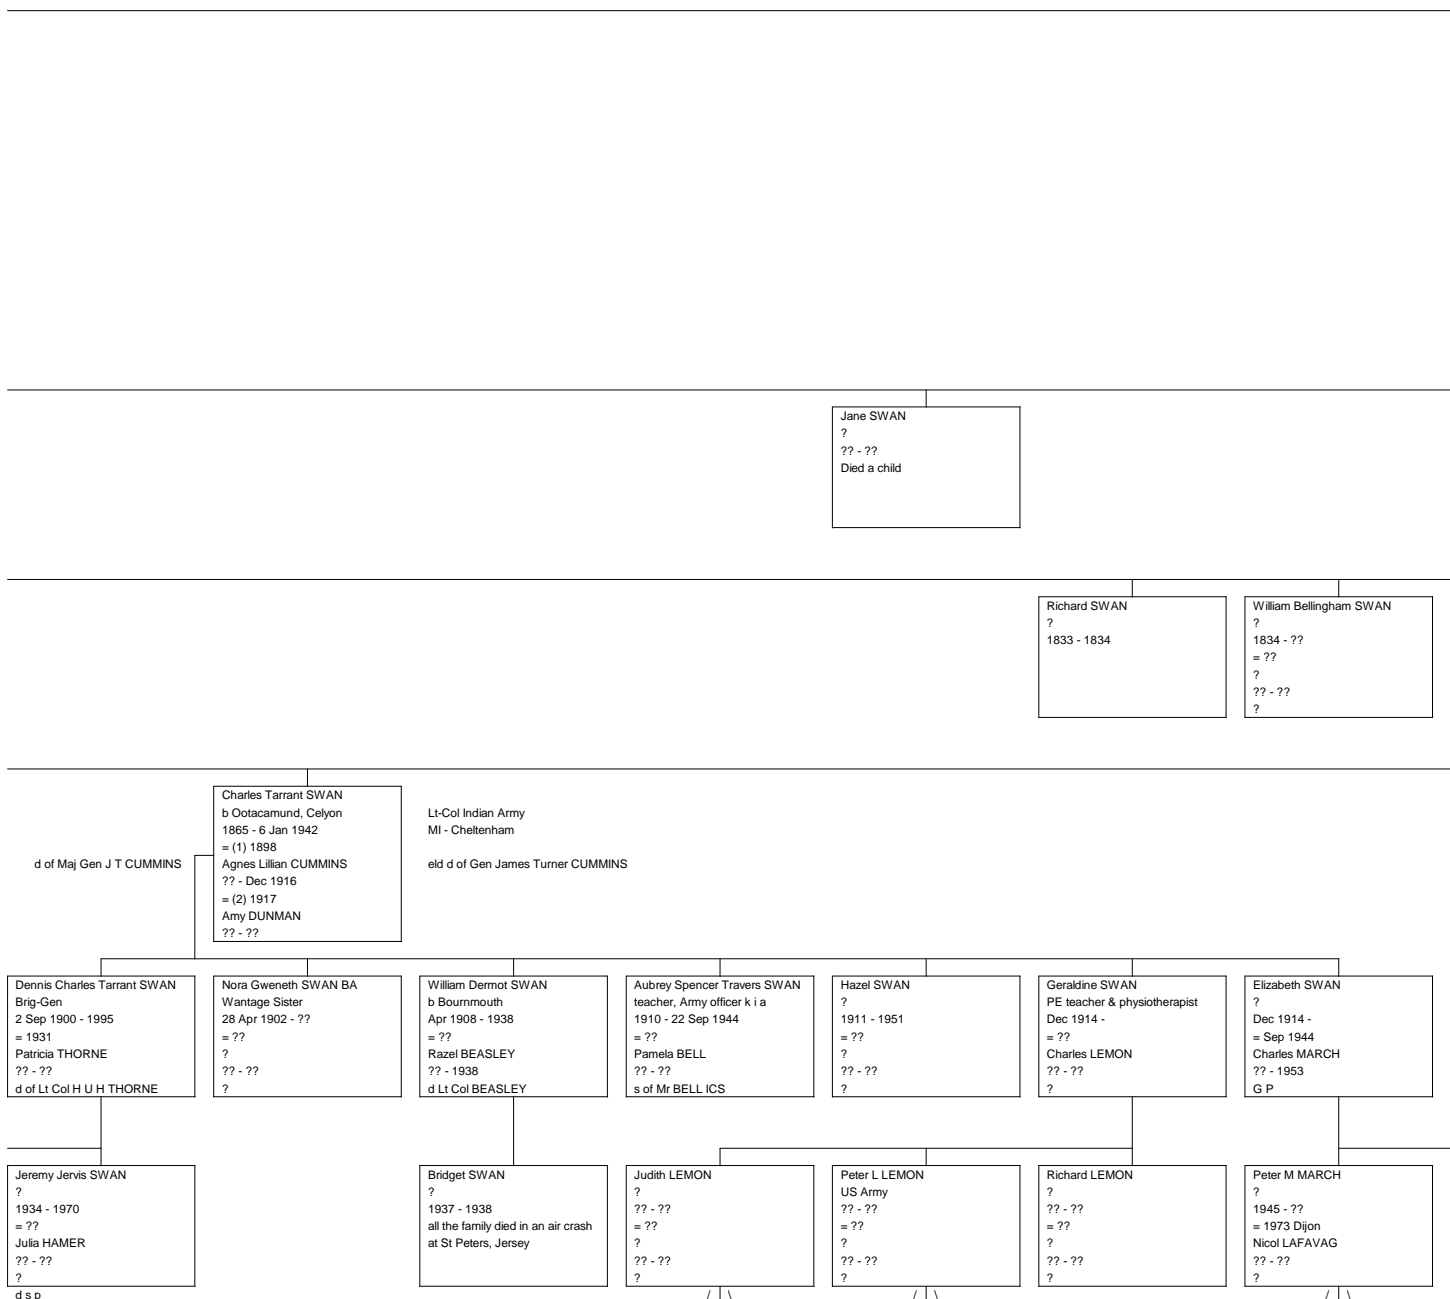 Jane SWAN
?
?? - ??
Died a child
Richard SWAN
?
1833 - 1834
William Bellingham SWAN
?
1834 - ??
= ??
?
?? - ??
?
d of Maj Gen J T CUMMINS
Charles Tarrant SWAN
b Ootacamund, Celyon
1865 - 6 Jan 1942
= (1) 1898
Agnes Lillian CUMMINS
?? - Dec 1916
= (2) 1917
Amy DUNMAN
?? - ??
Lt-Col Indian Army
MI - Cheltenham
eld d of Gen James Turner CUMMINS
Dennis Charles Tarrant SWAN
Brig-Gen
2 Sep 1900 - 1995
= 1931
Patricia THORNE
?? - ??
d of Lt Col H U H THORNE
Nora Gweneth SWAN BA
Wantage Sister
28 Apr 1902 - ??
= ??
?
?? - ??
?
William Dermot SWAN
b Bournmouth
Apr 1908 - 1938
= ??
Razel BEASLEY
?? - 1938
d Lt Col BEASLEY
Aubrey Spencer Travers SWAN
teacher, Army officer k i a
1910 - 22 Sep 1944
= ??
Pamela BELL
?? - ??
s of Mr BELL ICS
Hazel SWAN
?
1911 - 1951
= ??
?
?? - ??
?
Geraldine SWAN
PE teacher & physiotherapist
Dec 1914 -
= ??
Charles LEMON
?? - ??
?
Elizabeth SWAN
?
Dec 1914 -
= Sep 1944
Charles MARCH
?? - 1953
G P
Jeremy Jervis SWAN
?
1934 - 1970
= ??
Julia HAMER
?? - ??
?
d s p
Bridget SWAN
?
1937 - 1938
all the family died in an air crash
at St Peters, Jersey
Judith LEMON
?
?? - ??
= ??
?
?? - ??
?
/ | \
Peter L LEMON
US Army
?? - ??
= ??
?
?? - ??
?
/ | \
Richard LEMON
?
?? - ??
= ??
?
?? - ??
?
Peter M MARCH
?
1945 - ??
= 1973 Dijon
Nicol LAFAVAG
?? - ??
?
/ | \